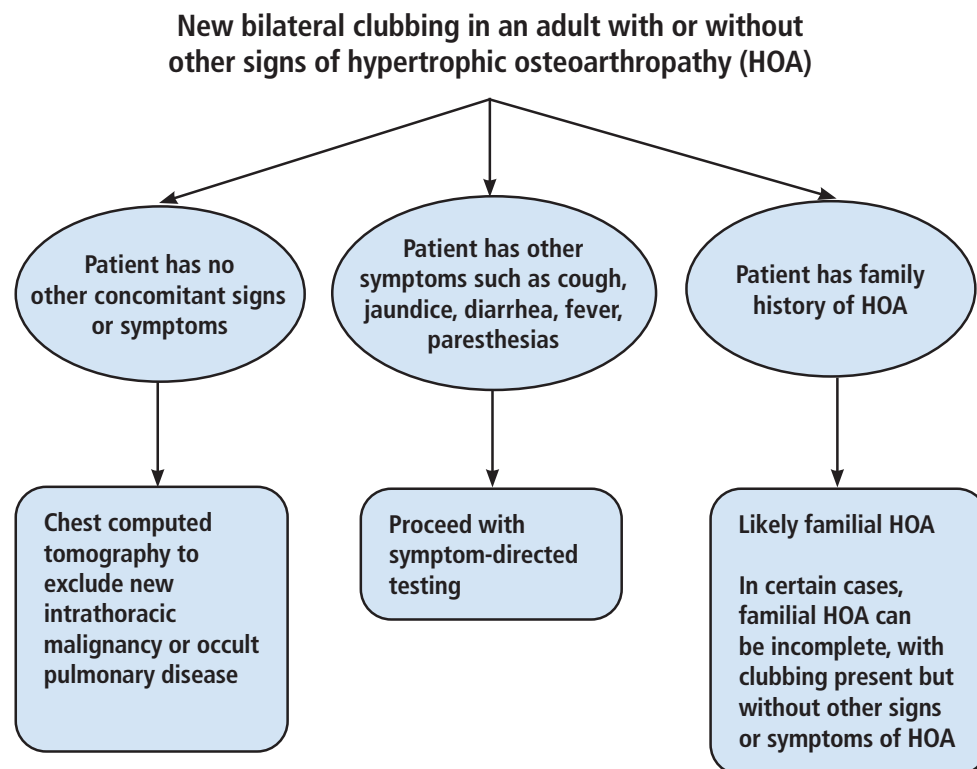 New bilateral clubbing in an adult with or without
other signs of hypertrophic osteoarthropathy (HOA)
Patient has no
other concomitant signs
or symptoms
Patient has other
symptoms such as cough,
jaundice, diarrhea, fever,
paresthesias
Patient has family
history of HOA
Chest computed
tomography to
exclude new
intrathoracic
malignancy or occult
pulmonary disease
Proceed with
symptom-directed
testing
Likely familial HOA
In certain cases,
familial HOA can
be incomplete, with
clubbing present but
without other signs
or symptoms of HOA